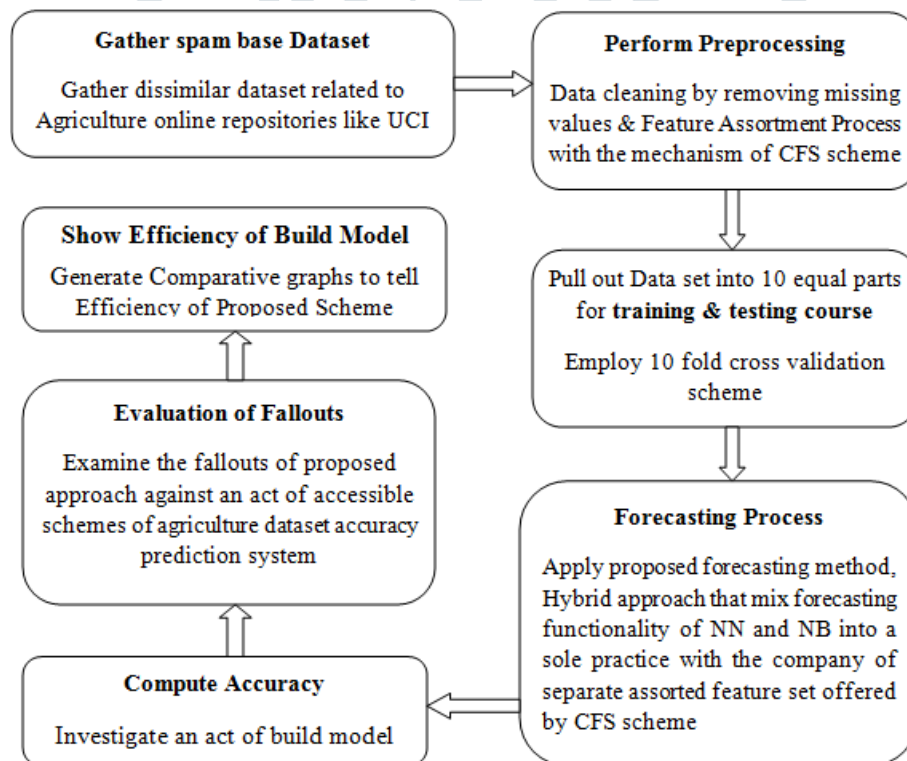 Gather spam base Dataset
Gather dissimilar dataset related to
Agriculture online repositories like UCI
Perform Preprocessing
Data cleaning by removing missing
values & Feature Assortment Process
with the mechanism of CFS scheme
Pull out Data set into 10 equal parts
for training & testing course
Employ 10 fold cross validation
scheme
Forecasting Process
Apply proposed forecasting method,
Hybrid approach that mix forecasting
functionality of NN and NB into a
sole practice with the company of
separate assorted feature set offered
by CFS scheme
Compute Accuracy
Investigate an act of build model
Evaluation of Fallouts
Examine the fallouts of proposed
approach against an act of accessible
schemes of agriculture dataset accuracy
prediction system
Show Efficiency of Build Model
Generate Comparative graphs to tell
Efficiency of Proposed Scheme